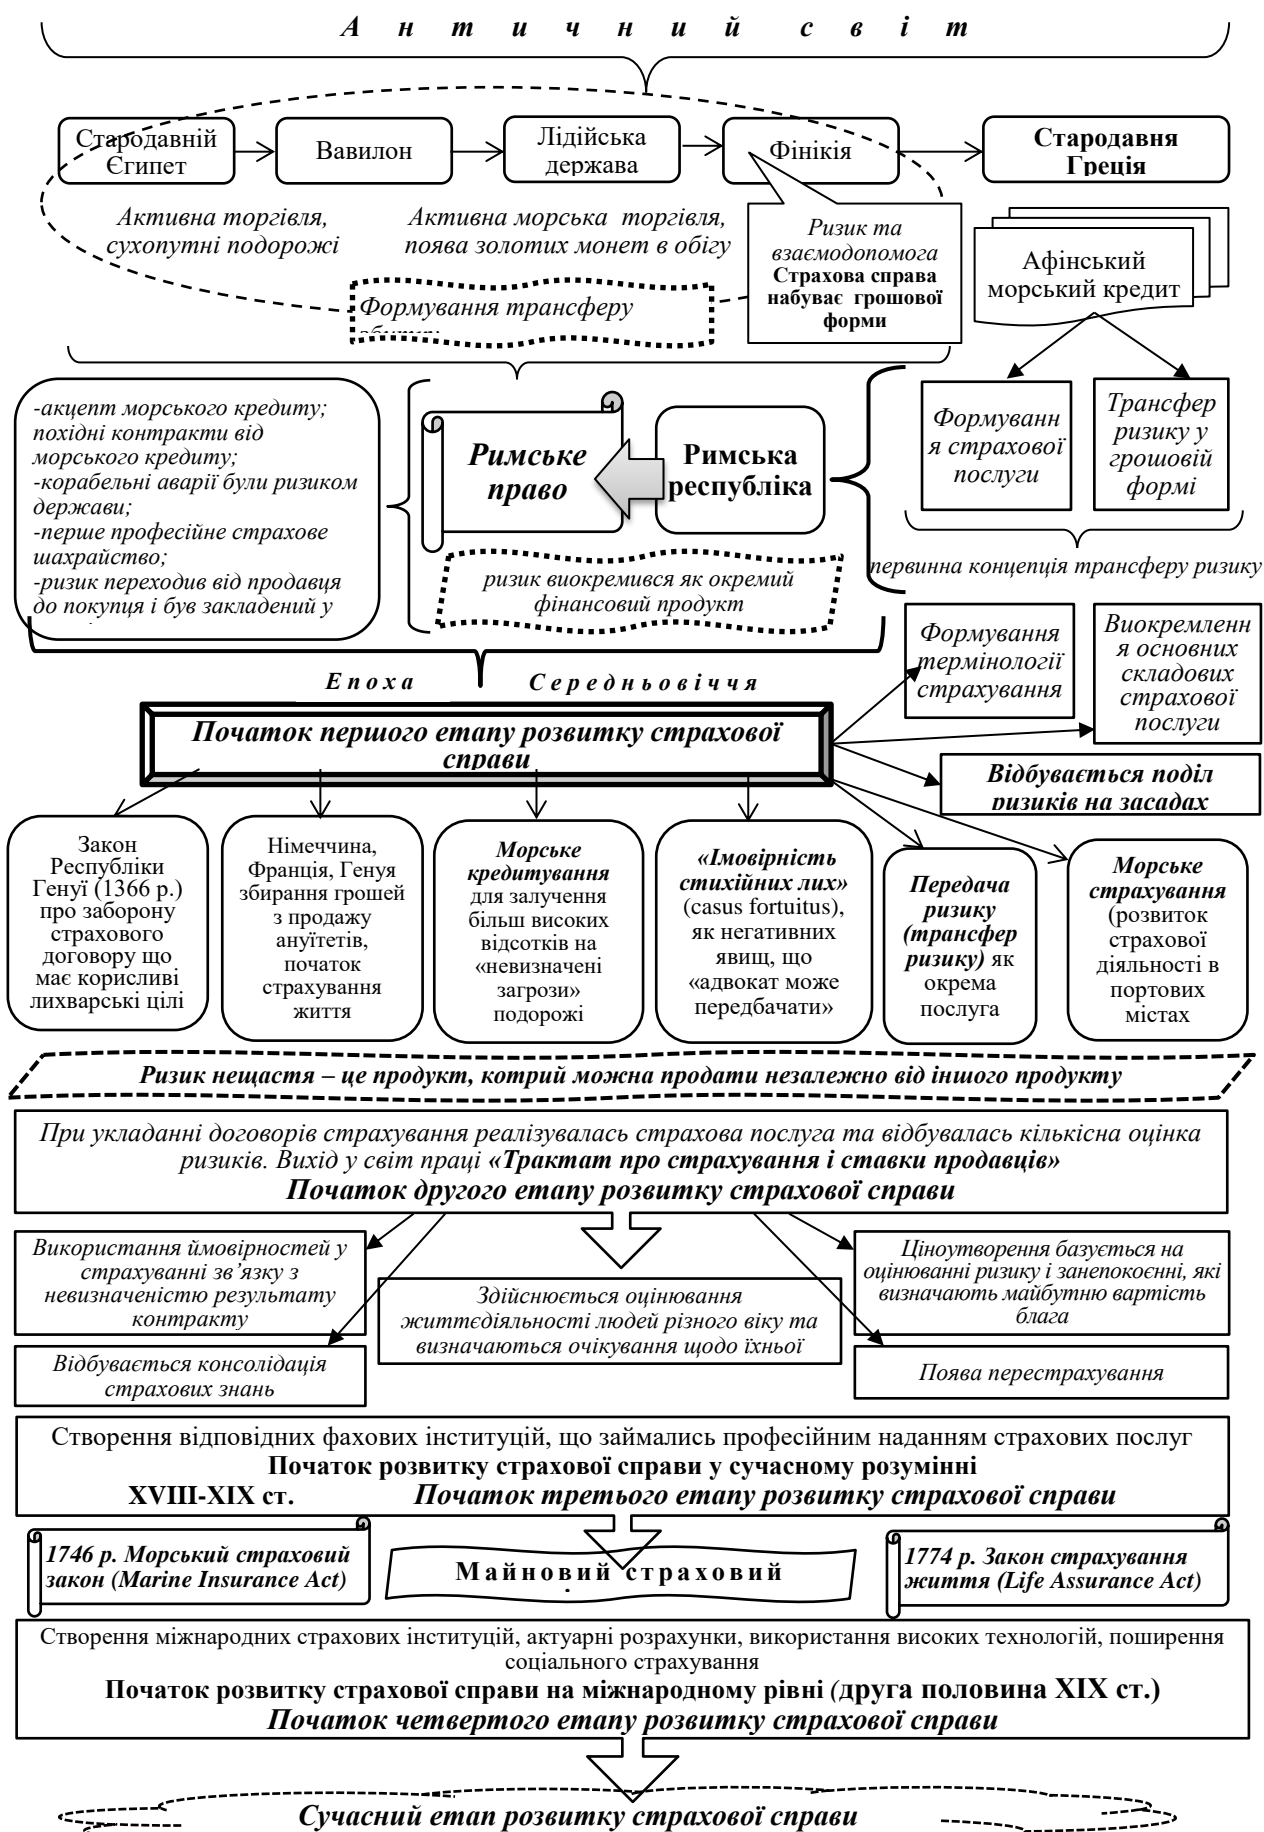 Античний світ
Стародавній
Єгипет
Вавилон
Лідійська
держава
Фінікія
Стародавня
Греція
Активна торгівля,
сухопутні подорожі
Активна морська торгівля,
поява золотих монет в обігу
Ризик та
взаємодопомога
Страхова справа
набуває грошової
форми
Афінський
морський кредит
Формування трансферу
-акцепт морського кредиту;
похідні контракти від
морського кредиту;
-корабельні аварії були ризиком
держави;
-перше професійне страхове
шахрайство;
-ризик переходив від продавця
до покупця і був закладений у
Римське
право
Римська
республіка
Формуванн
я страхової
послуги
Трансфер
ризику у
грошовій
формі
первинна концепція трансферу ризику
ризик виокремився як окремий
фінансовий продукт
Епоха Середньовіччя
Формування
термінології
страхування
Виокремленн
я основних
складових
страхової
послуги
Початок першого етапу розвитку страхової
справи
Відбувається поділ
ризиків на засадах
Закон
Республіки
Генуї (1366 р.)
про заборону
страхового
договору що
має корисливі
лихварські цілі
Німеччина,
Франція, Генуя
збирання грошей
з продажу
ануїтетів,
початок
страхування
життя
Морське
кредитування
для залучення
більш високих
відсотків на
«невизначені
загрози»
подорожі
«Імовірність
стихійних лих»
(casus fortuitus),
як негативних
явищ, що
«адвокат може
передбачати»
Передача
ризику
(трансфер
ризику) як
окрема
послуга
Морське
страхування
(розвиток
страхової
діяльності в
портових
містах
Ризик нещастя – це продукт, котрий можна продати незалежно від іншого продукту
При укладанні договорів страхування реалізувалась страхова послуга та відбувалась кількісна оцінка
ризиків. Вихід у світ праці «Трактат про страхування і ставки продавців»
Початок другого етапу розвитку страхової справи
Використання ймовірностей у
страхуванні зв’язку з
невизначеністю результату
контракту
Здійснюється оцінювання
життєдіяльності людей різного віку та
визначаються очікування щодо їхньої
Ціноутворення базується на
оцінюванні ризику і занепокоєнні, які
визначають майбутню вартість
блага
Відбувається консолідація
страхових знань
Поява перестрахування
Створення відповідних фахових інституцій, що займались професійним наданням страхових послуг
Початок розвитку страхової справи у сучасному розумінні
XVIII-XIX ст. Початок третього етапу розвитку страхової справи
1746 р. Морський страховий
закон (Marine Insurance Act)
Майновий страховий
1774 р. Закон страхування
життя (Life Assurance Act)
Створення міжнародних страхових інституцій, актуарні розрахунки, використання високих технологій, поширення
соціального страхування
Початок розвитку страхової справи на міжнародному рівні (друга половина XIX ст.)
Початок четвертого етапу розвитку страхової справи
Сучасний етап розвитку страхової справи